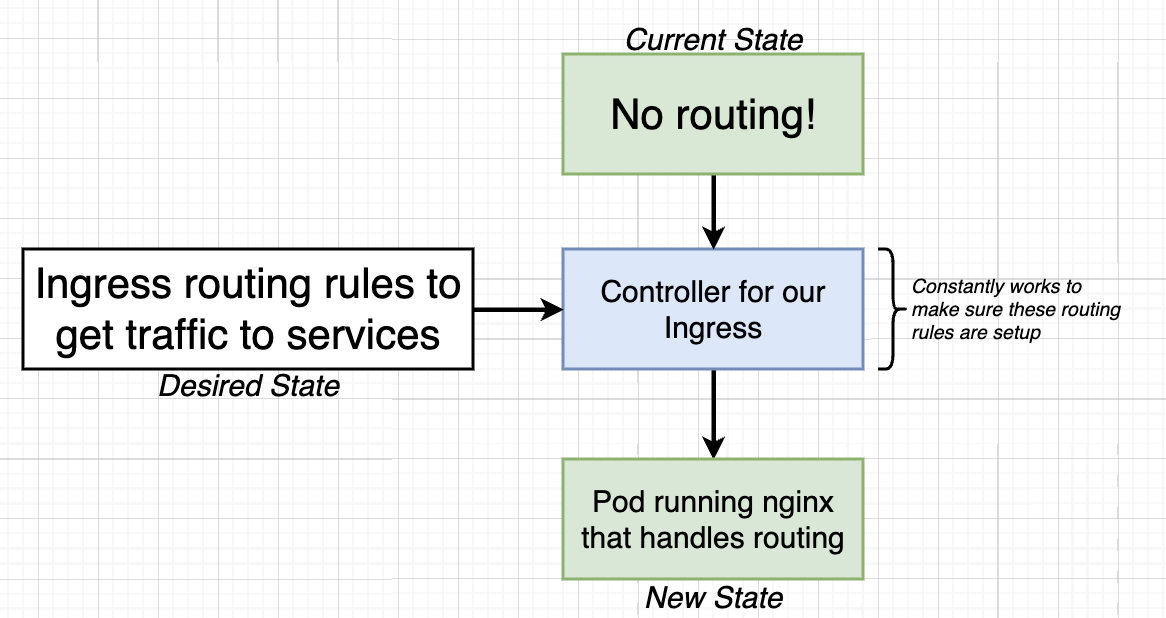 Current State
No routing!
Ingress routing rules to
get traffic to services
Desired State
Controller for our
Ingress
Constantly works to
make sure these routing
rules are setup
Pod running nginx
that handles routing
New State